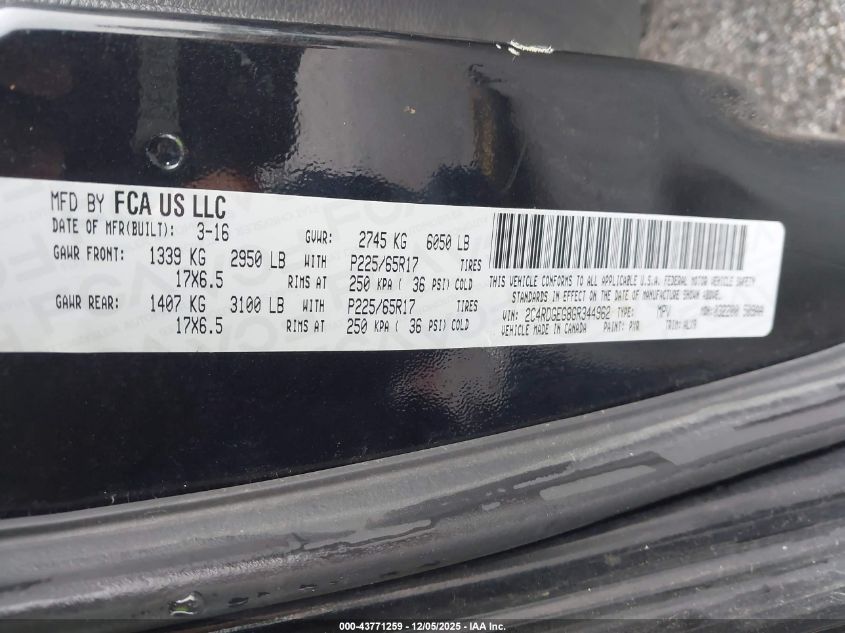 MFD BY FCA US LLC
DATE OF MFR(BUILT): 3-16 GVWR: 2745 KG 6050 LB
GAWR FRONT: 1339 KG 2950 LB WITH P225/65R17 TIRES
17X6.5 RIMS AT 250 KPA ( 36 PSI) COLD
GAWR REAR: 1407 KG 3100 LB WITH P225/65R17 TIRES
17X6.5 RIMS AT 250 KPA ( 36 PSI) COLD
THIS VEHICLE CONFORMS TO ALL APPLICABLE U.S.A. FEDERAL MOTOR VEHICLE SAFETY
STANDARDS IN EFFECT ON THE DATE OF MANUFACTURE SHOWN ABOVE.
VIN: 2C4RDGEG8GR344962 TYPE: MPV MDH: 032200
VEHICLE MADE IN CANADA PAINT: PXR TRIM:
000-43771259 - 12/05/2025 - IAA Inc.